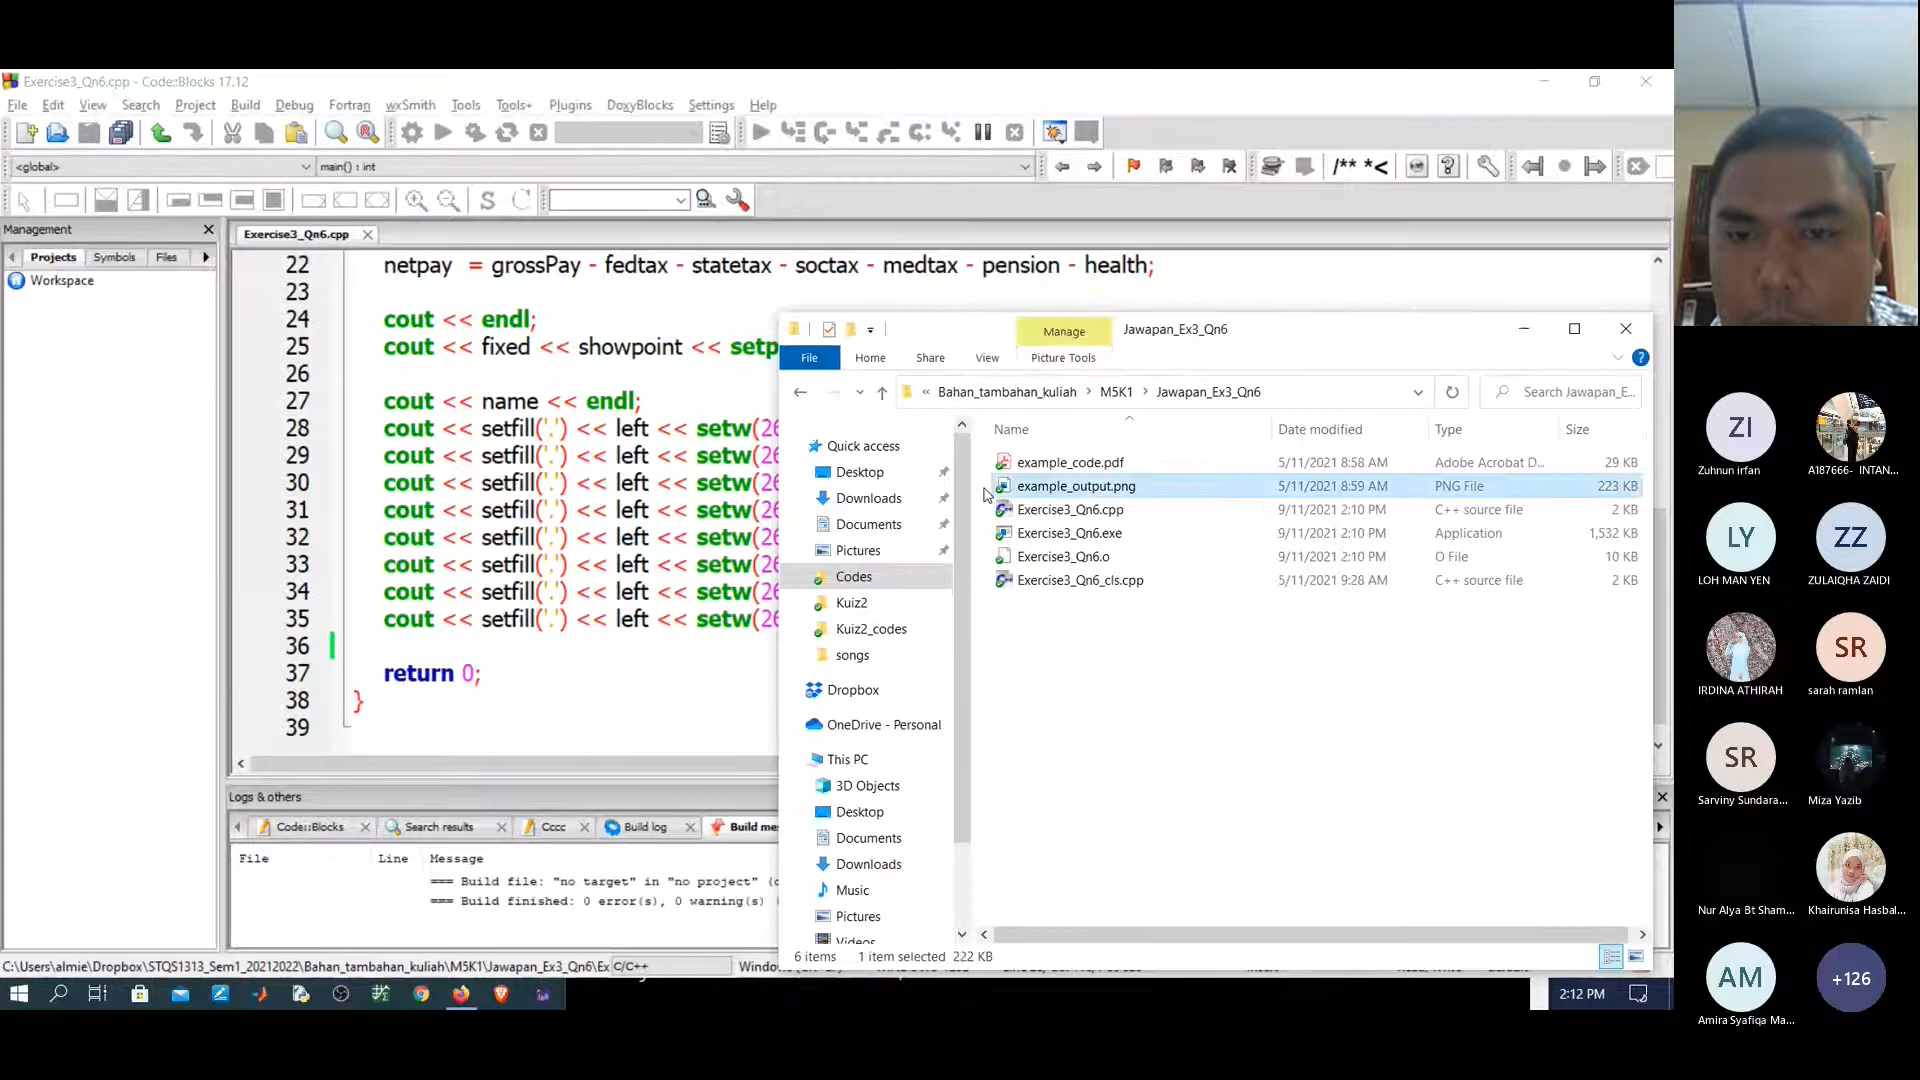 Exercise3_Qn6.cpp - Code::Blocks 17.12
File Edit View Search Project Build Debug Fortran wxSmith Tools Tools+ Plugins DoxyBlocks Settings Help
<global> main() : int
/** *<
S
Management
Projects Symbols Files
Workspace
Exercise3_Qn6.cpp
22 netpay = grossPay - fedtax - statetax - soctax - medtax - pension - health;
23
24 cout << endl;
25 cout << fixed << showpoint << setp
26
27 cout << name << endl;
28 cout << setfill('.') << left << setw(26
29 cout << setfill('.') << left << setw(26
30 cout << setfill('.') << left << setw(26
31 cout << setfill('.') << left << setw(26
32 cout << setfill('.') << left << setw(26
33 cout << setfill('.') << left << setw(26
34 cout << setfill('.') << left << setw(26
35 cout << setfill('.') << left << setw(26
36
37 return 0;
38 }
39
Logs & others
Code::Blocks Search results Cccc Build log Build me
File Line Message
=== Build file: "no target" in "no project" (
=== Build finished: 0 error(s), 0 warning(s)
C:\Users\almie\Dropbox\STQS1313_Sem1_20212022\Bahan_tambahan_kuliah\M5K1\Jawapan_Ex3_Qn6\Ex C/C++ Window
Manage Jawapan_Ex3_Qn6
File Home Share View Picture Tools
« Bahan_tambahan_kuliah M5K1 Jawapan_Ex3_Qn6 Search Jawapan_E...
Quick access
Desktop
Downloads
Documents
Pictures
Codes
Kuiz2
Kuiz2_codes
songs
Dropbox
OneDrive - Personal
This PC
3D Objects
Desktop
Documents
Downloads
Music
Pictures
Videos
Name Date modified Type Size
example_code.pdf 5/11/2021 8:58 AM Adobe Acrobat D... 29 KB
example_output.png 5/11/2021 8:59 AM PNG File 223 KB
Exercise3_Qn6.cpp 9/11/2021 2:10 PM C++ source file 2 KB
Exercise3_Qn6.exe 9/11/2021 2:10 PM Application 1,532 KB
Exercise3_Qn6.o 9/11/2021 2:10 PM O File 10 KB
Exercise3_Qn6_cls.cpp 5/11/2021 9:28 AM C++ source file 2 KB
6 items 1 item selected 222 KB
2:12 PM
ZI
Zuhnun irfan
A187666- INTAN...
LY
LOH MAN YEN
ZZ
ZULAIQHA ZAIDI
IRDINA ATHIRAH
SR
sarah ramlan
SR
Sarviny Sundara...
Miza Yazib
Nur Alya Bt Sham...
Khairunisa Hasbal...
AM
Amira Syafiqa Ma...
+126